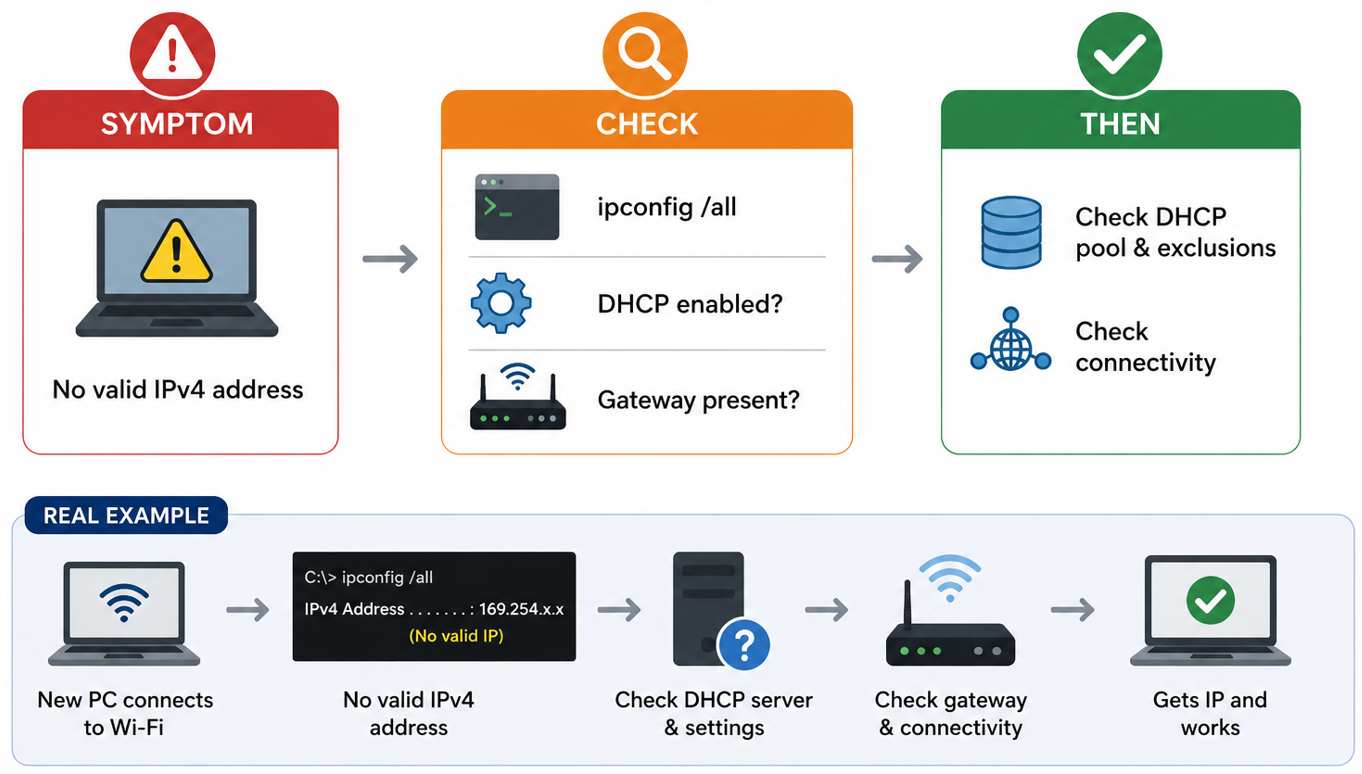 SYMPTOM
No valid IPv4 address
CHECK
ipconfig /all
DHCP enabled?
Gateway present?
THEN
Check DHCP
pool & exclusions
Check
connectivity
REAL EXAMPLE
New PC connects
to Wi-Fi
C:\> ipconfig /all
IPv4 Address . . . . . . . : 169.254.x.x
(No valid IP)
No valid IPv4
address
Check DHCP server
& settings
Check gateway
& connectivity
Gets IP and
works